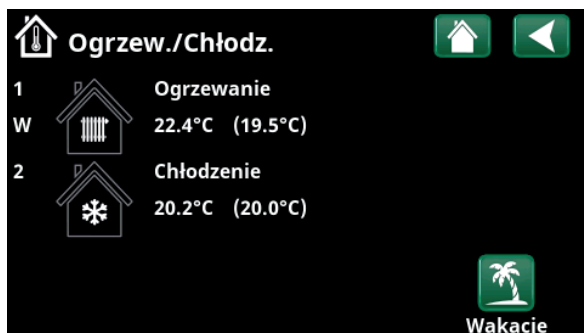 Ogrzew./Chłodz.
1 Ogrzewanie
W 22.4°C (19.5°C)
2 Chłodzenie
20.2°C (20.0°C)
Wakacje